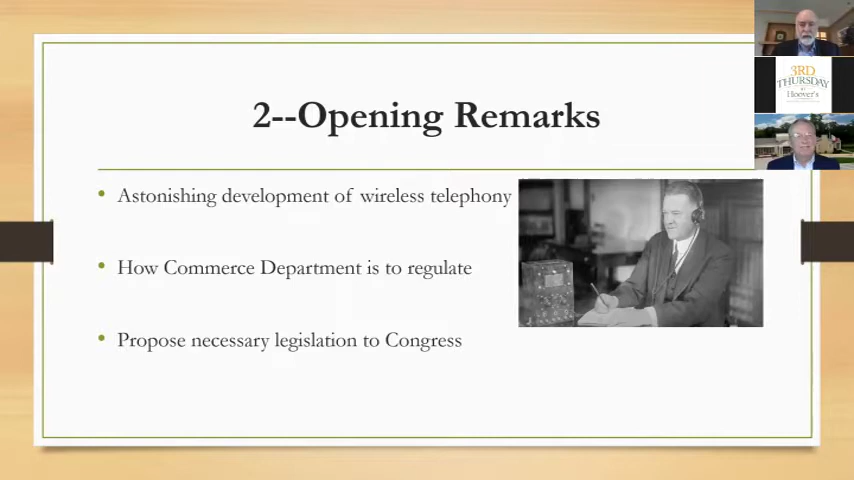 2--Opening Remarks
• Astonishing development of wireless telephony
• How Commerce Department is to regulate
• Propose necessary legislation to Congress
3RD
THURSDAY
Hoover's